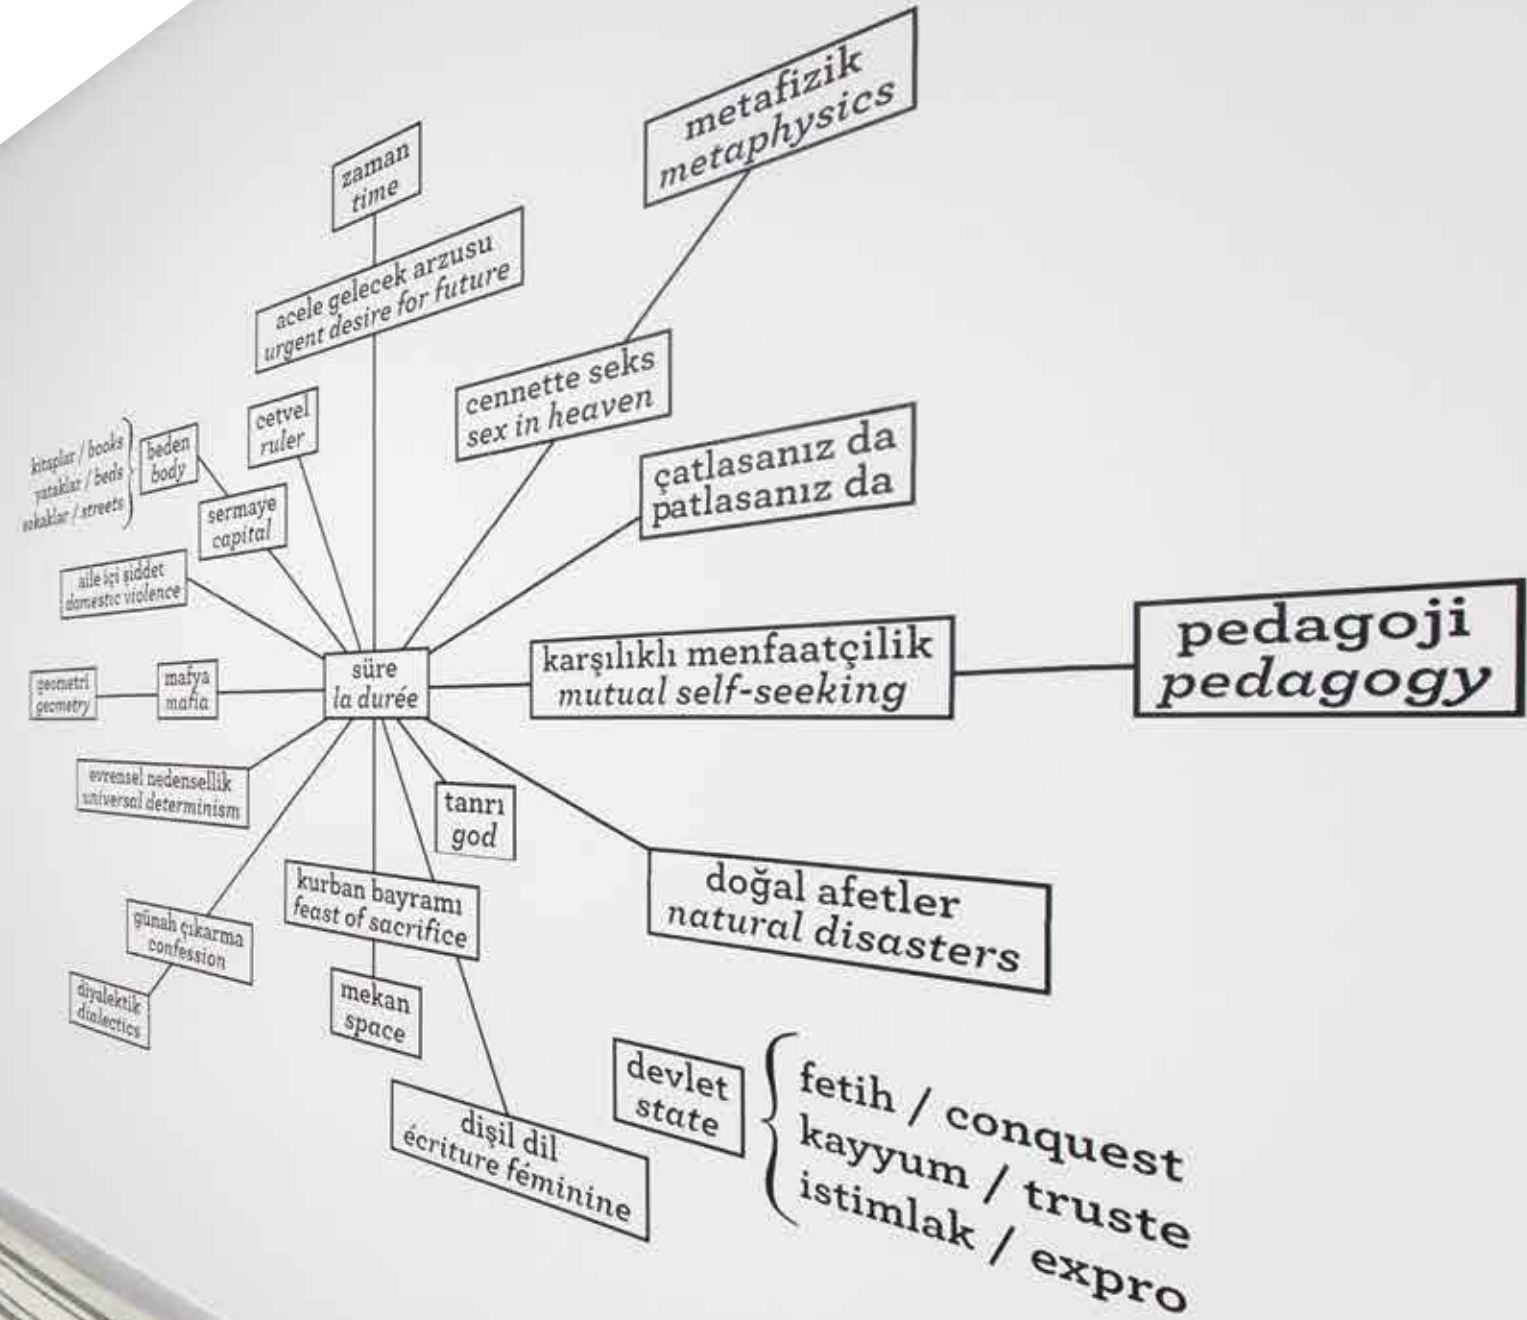 metafizik
metaphysics
zaman
time
acele gelecek arzusu
urgent desire for future
cennette seks
sex in heaven
cetvel
ruler
çatlasanız da
patlasanız da
kitaplar / books
yataklar / beds
sokaklar / streets
beden
body
sermaye
capital
aile içi şiddet
domestic violence
pedagoji
pedagogy
karşılıklı menfaatçilik
mutual self-seeking
süre
la durée
mafya
mafia
geometri
geometry
evrensel nedensellik
universal determinism
tanrı
god
doğal afetler
natural disasters
kurban bayramı
feast of sacrifice
günah çıkarma
confession
diyalektik
dialectics
mekan
space
devlet
state
fetih / conquest
kayyum / truste
istimlak / expro
dişil dil
écriture féminine